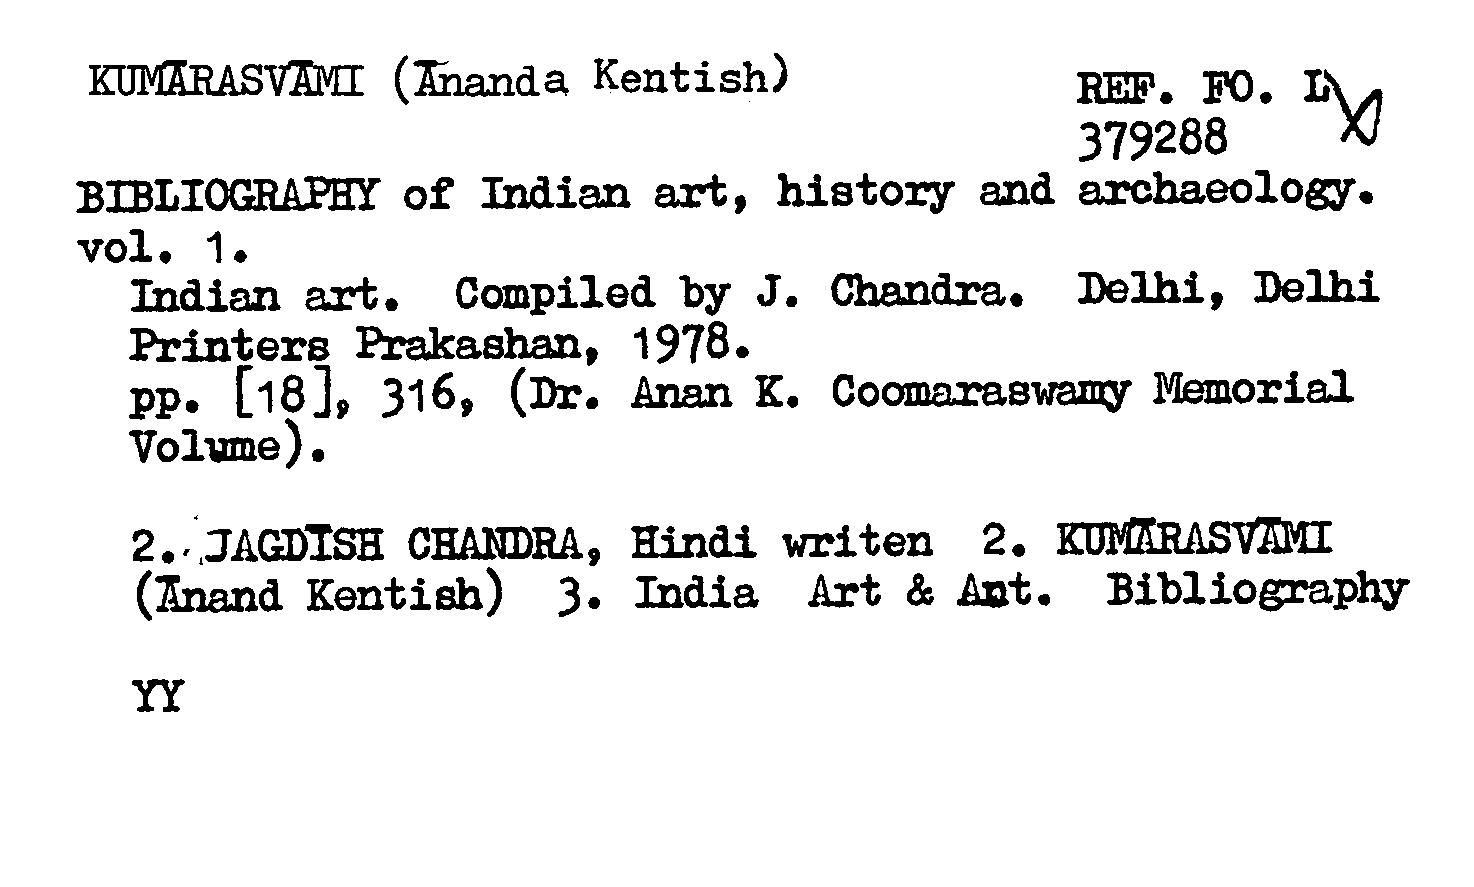 KUMĀRASVĀMI (Ānanda Kentish)
REF. FO. L
379288
BIBLIOGRAPHY of Indian art, history and archaeology.
vol. 1.
Indian art. Compiled by J. Chandra. Delhi, Delhi
Printers Prakashan, 1978.
pp. [18], 316, (Dr. Anan K. Coomaraswamy Memorial
Volume).
2. JAGDĪSH CHANDRA, Hindi writen 2. KUMĀRASVĀMI
(Ānand Kentish) 3. India Art & Ant. Bibliography
YY